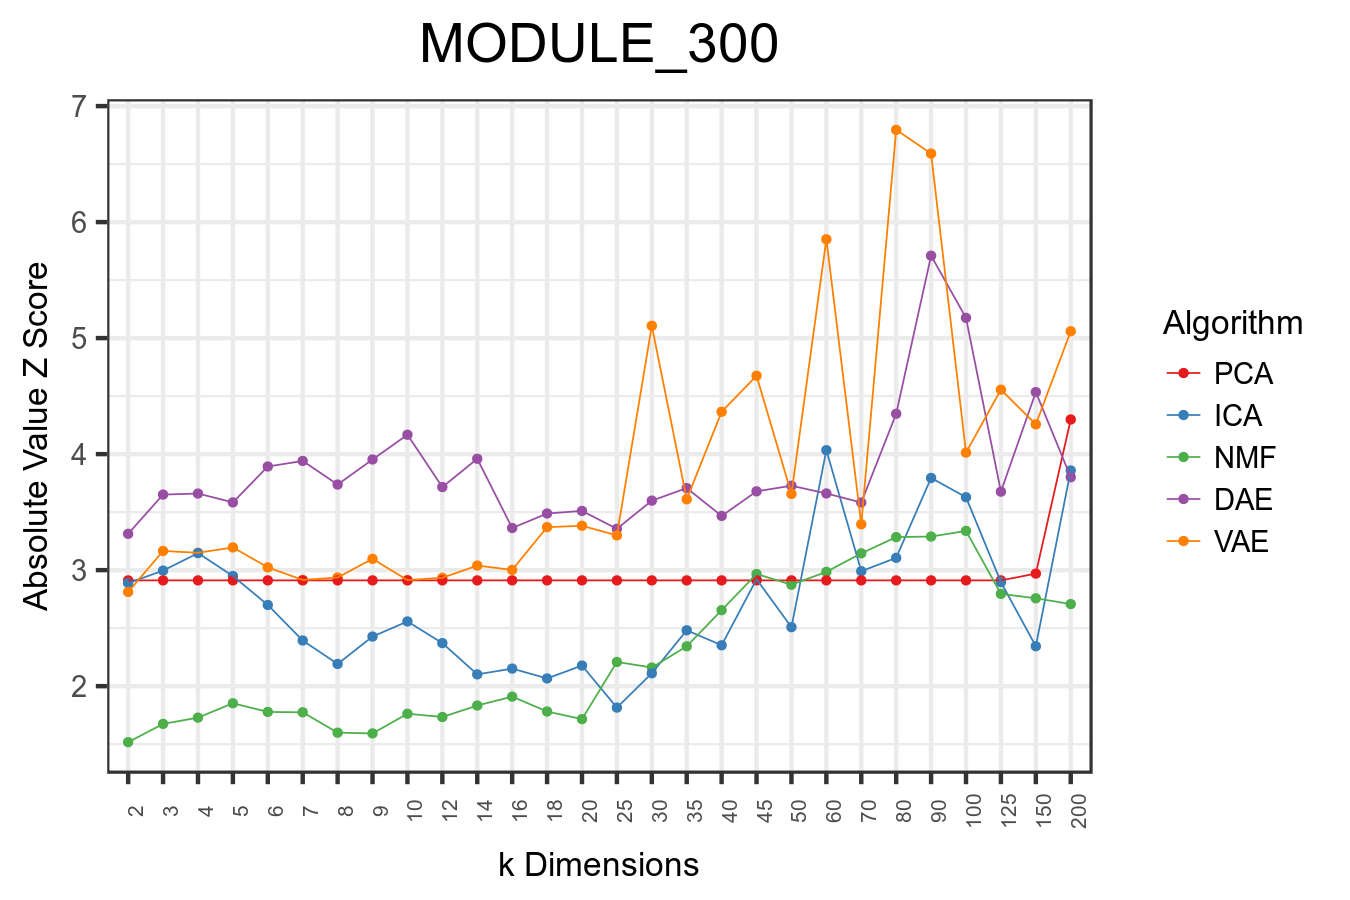 MODULE_300
Absolute Value Z Score
7
6
5
4
3
2
2 3 4 5 6 7 8 9 10 12 14 16 18 20 25 30 35 40 45 50 60 70 80 90 100 125 150 200
k Dimensions
Algorithm
PCA
ICA
NMF
DAE
VAE